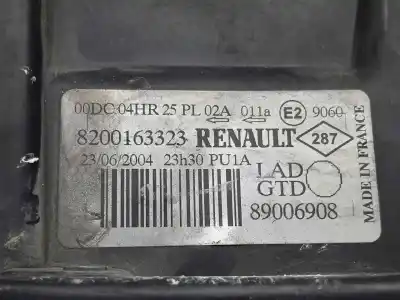 00DC 04HR 25 PL 02A 011a E2 9060
8200163323 RENAULT 287
23/06/2004 23h30 PU1A
LAD
GTD
89006908
MADE IN FRANCE